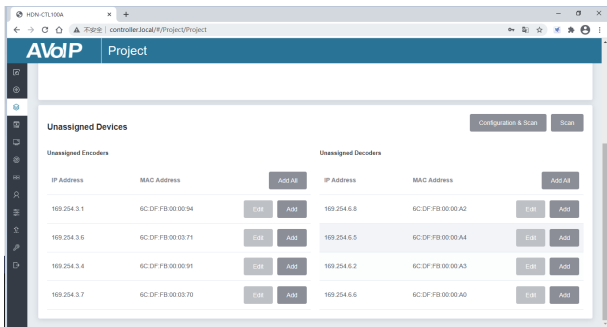 HDN-CTL100A
不安全 | controller.local/#/Project/Project
AVoIP Project
Unassigned Devices
Configuration & Scan Scan
Unassigned Encoders Unassigned Decoders
IP Address MAC Address Add All IP Address MAC Address Add All
169.254.3.1 6C:DF:FB:00:00:94 Edit Add 169.254.6.8 6C:DF:FB:00:00:A2 Edit Add
169.254.3.6 6C:DF:FB:00:03:71 Edit Add 169.254.6.5 6C:DF:FB:00:00:A4 Edit Add
169.254.3.4 6C:DF:FB:00:00:91 Edit Add 169.254.6.2 6C:DF:FB:00:00:A3 Edit Add
169.254.3.7 6C:DF:FB:00:03:70 Edit Add 169.254.6.6 6C:DF:FB:00:00:A0 Edit Add